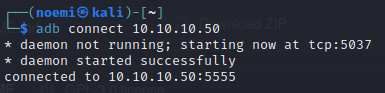 ┌──(noemi㉿kali)-[~]
└─$ adb connect 10.10.10.50
* daemon not running; starting now at tcp:5037
* daemon started successfully
connected to 10.10.10.50:5555